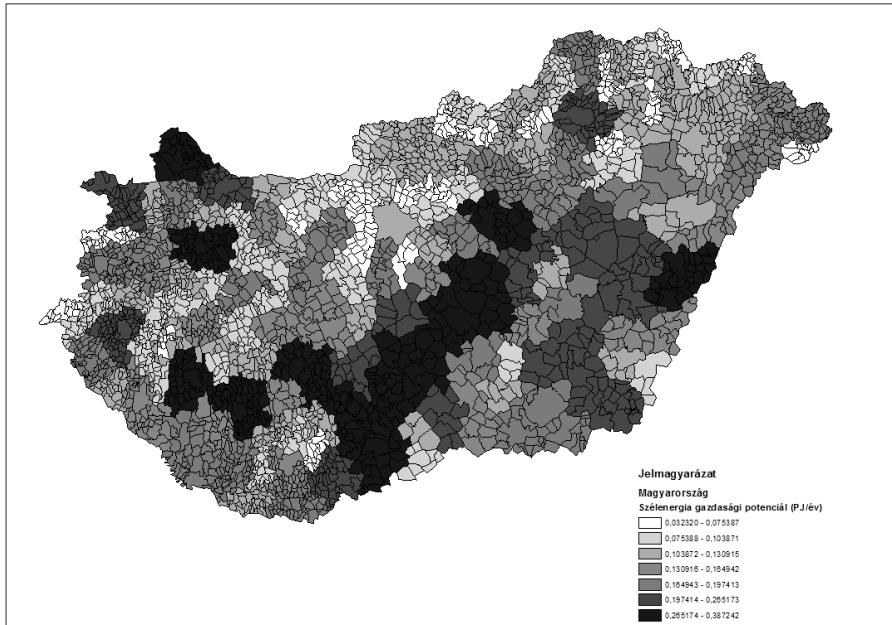 Jelmagyarázat
Magyarország
Szélenergia gazdasági potenciál (PJ/év)
0,032320 - 0,075387
0,075388 - 0,103871
0,103872 - 0,130915
0,130916 - 0,164942
0,164943 - 0,197413
0,197414 - 0,265173
0,265174 - 0,387242